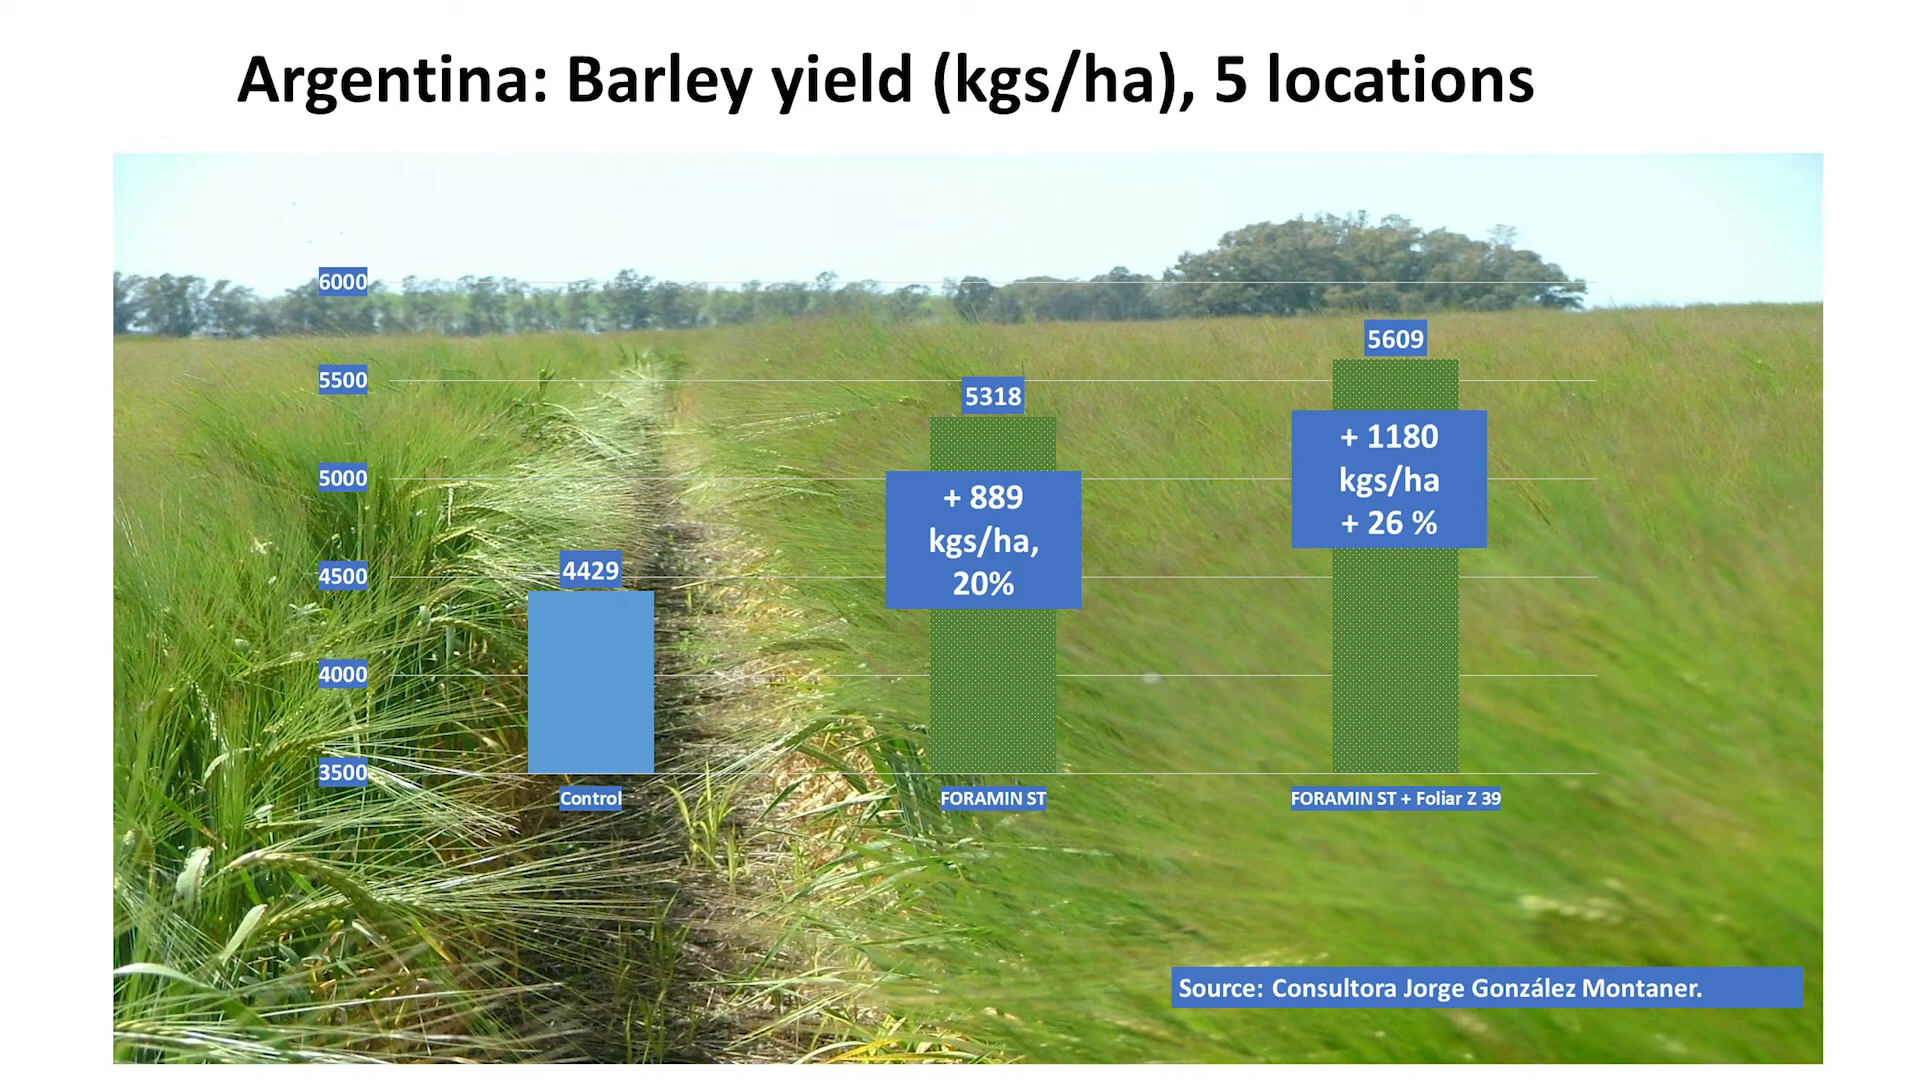 Argentina: Barley yield (kgs/ha), 5 locations
6000
5500
5000
4500
4000
3500
4429
5318
5609
+ 889
kgs/ha,
20%
+ 1180
kgs/ha
+ 26 %
Control
FORAMIN ST
FORAMIN ST + Foliar Z 39
Source: Consultora Jorge González Montaner.